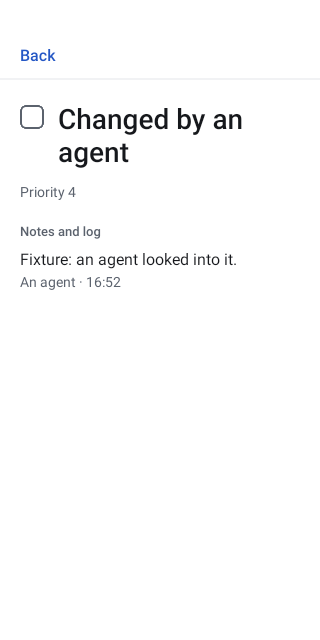 Back
Changed by an
agent
Priority 4
Notes and log
Fixture: an agent looked into it.
An agent · 16:52